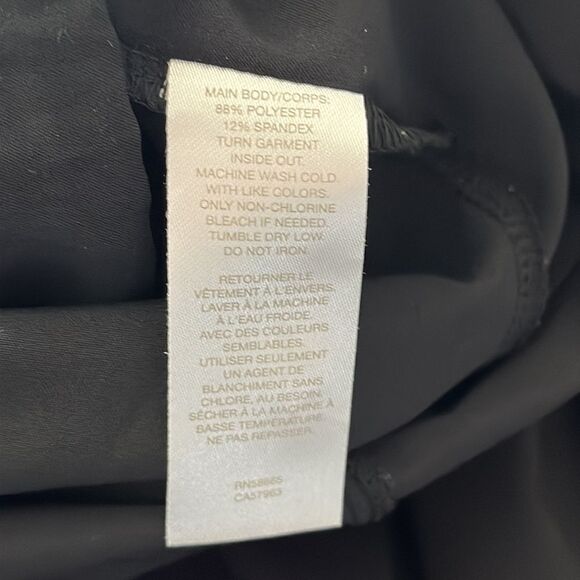 MAIN BODY/CORPS:
88% POLYESTER
12% SPANDEX
TURN GARMENT
INSIDE OUT.
MACHINE WASH COLD.
WITH LIKE COLORS.
ONLY NON-CHLORINE
BLEACH IF NEEDED.
TUMBLE DRY LOW.
DO NOT IRON.
RETOURNER LE
VÊTEMENT À L'ENVERS.
LAVER À LA MACHINE
À L'EAU FROIDE.
AVEC DES COULEURS
SEMBLABLES.
UTILISER SEULEMENT
UN AGENT DE
BLANCHIMENT SANS
CHLORE, AU BESOIN.
SÉCHER À LA MACHINE À
BASSE TEMPÉRATURE.
NE PAS REPASSER.
CA57963